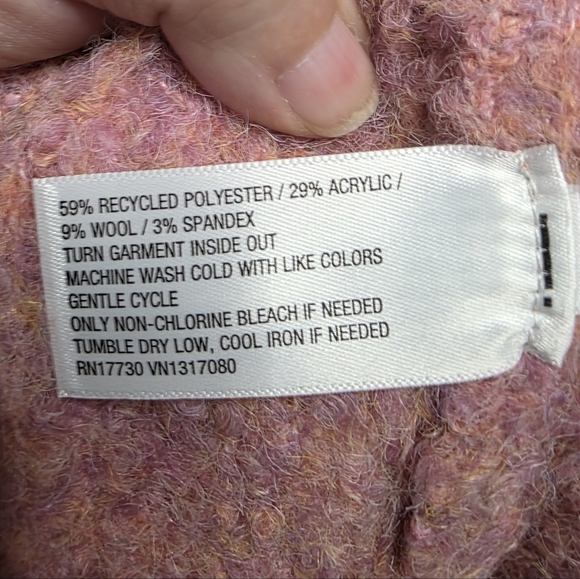 59% RECYCLED POLYESTER / 29% ACRYLIC /
9% WOOL / 3% SPANDEX
TURN GARMENT INSIDE OUT
MACHINE WASH COLD WITH LIKE COLORS
GENTLE CYCLE
ONLY NON-CHLORINE BLEACH IF NEEDED
TUMBLE DRY LOW, COOL IRON IF NEEDED
RN17730 VN1317080